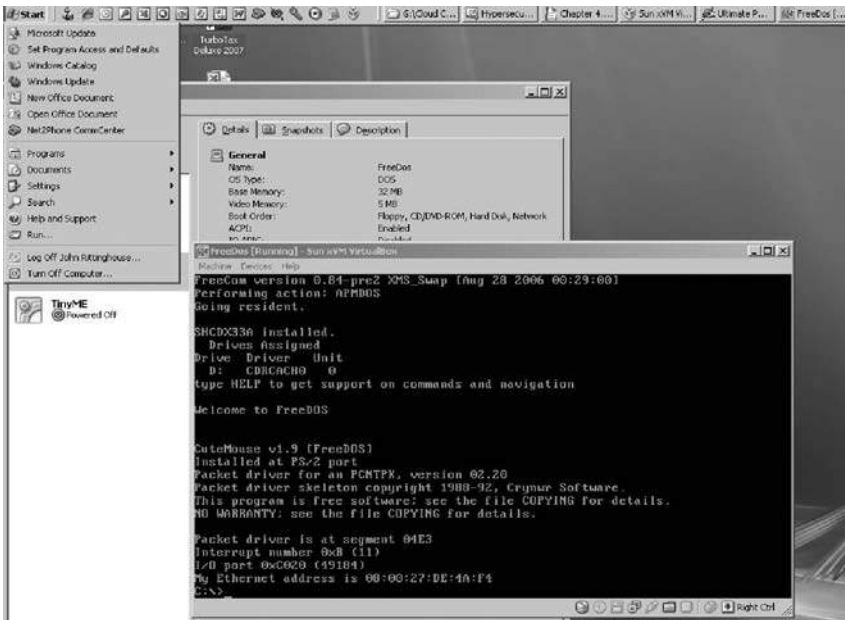 Start
G:\Cloud C...
Hypersecu...
Chapter 4....
Sun xVM Vi...
Ultimate P...
FreeDos [...
Microsoft Update
Set Program Access and Defaults
Windows Catalog
Windows Update
New Office Document
Open Office Document
Net2Phone CommCenter
Programs
Documents
Settings
Search
Help and Support
Run...
Log Off John Rittinghouse...
Turn Off Computer...
TurboTax
Deluxe 2007
Details
Snapshots
Description
General
Name: FreeDos
OS Type: DOS
Base Memory: 32 MB
Video Memory: 5 MB
Boot Order: Floppy, CD/DVD-ROM, Hard Disk, Network
ACPI: Enabled
TinyME
Powered Off
FreeDos [Running] - Sun xVM VirtualBox
Machine Devices Help
FreeCom version 0.84-pre2 XMS_Swap [Aug 28 2006 00:29:00]
Performing action: APMDOS
Going resident.
SHCDX33A installed.
Drives Assigned
Drive Driver Unit
D: CDRCACH0 0
type HELP to get support on commands and navigation
Welcome to FreeDOS
CuteMouse v1.9 [FreeDOS]
Installed at PS/2 port
Packet driver for an PCNTPK, version 02.20
Packet driver skeleton copyright 1988-92, Crynwr Software.
This program is free software; see the file COPYING for details.
NO WARRANTY; see the file COPYING for details.
Packet driver is at segment 04E3
Interrupt number 0xB (11)
I/O port 0xC020 (49184)
My Ethernet address is 08:00:27:DE:4A:F4
C:\>_
Right Ctrl